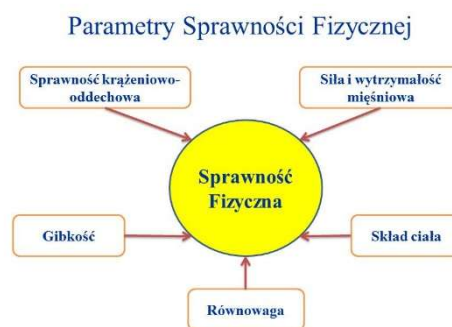 Parametry Sprawności Fizycznej
Sprawność krążeniowo-
oddechowa
Siła i wytrzymałość
mięśniowa
Sprawność
Fizyczna
Gibkość
Skład ciała
Równowaga